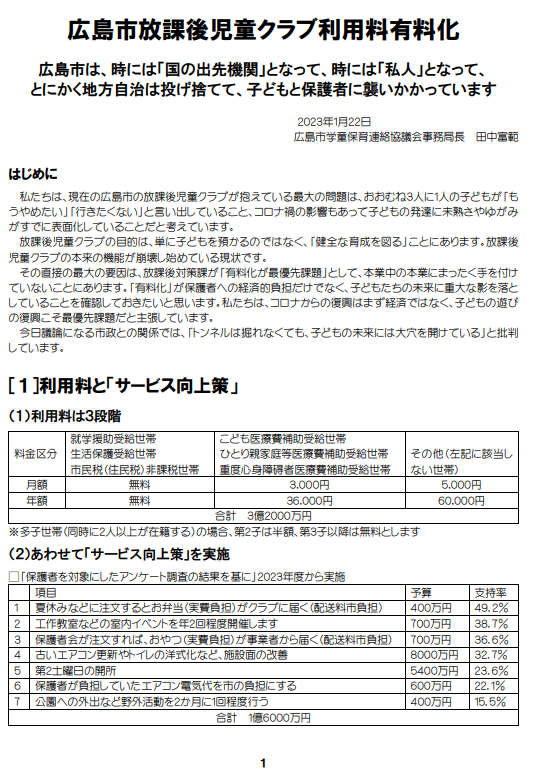 広島市放課後児童クラブ利用料有料化
広島市は、時には「国の出先機関」となって、時には「私人」となって、
とにかく地方自治は投げ捨てて、子どもと保護者に襲いかかっています
2023年1月22日
広島市学童保育連絡協議会事務局長　田中富範
はじめに
私たちは、現在の広島市の放課後児童クラブが抱えている最大の問題は、おおむね3人に1人の子どもが「も
うやめたい」「行きたくない」と言い出していること、コロナ禍の影響もあって子どもの発達に未熟さやゆがみ
がすでに表面化していることだと考えています。
放課後児童クラブの目的は、単に子どもを預かるのではなく、「健全な育成を図る」ことにあります。放課後
児童クラブの本来の機能が崩壊し始めている現状です。
その直接の最大の要因は、放課後対策課が「有料化が最優先課題」として、本業中の本業にまったく手を付け
ていないことにあります。「有料化」が保護者への経済的負担だけでなく、子どもたちの未来に重大な影を落と
していることを確認しておきたいと思います。私たちは、コロナからの復興はまず経済ではなく、子どもの遊び
の復興こそ最優先課題だと主張しています。
今日議論になる市政との関係では、「トンネルは掘れなくても、子どもの未来には大穴を開けている」と批判
しています。
［１］利用料と「サービス向上策」
（1）利用料は3段階
料金区分 就学援助受給世帯 生活保護受給世帯 市民税（住民税）非課税世帯 こども医療費補助受給世帯 ひとり親家庭等医療費補助受給世帯 重度心身障碍者医療費補助受給世帯 その他（左記に該当しない世帯）
月額 無料 3,000円 5,000円
年額 無料 36,000円 60,000円
合計　3億2000万円
※多子世帯（同時に2人以上が在籍する）の場合、第2子は半額、第3子以降は無料とします
（2）あわせて「サービス向上策」を実施
□「保護者を対象にしたアンケート調査の結果を基に」2023年度から実施
項目 予算 支持率
1 夏休みなどに注文するとお弁当（実費負担）がクラブに届く（配送料市負担） 400万円 49.2%
2 工作教室などの室内イベントを年2回程度開催します 700万円 38.7%
3 保護者会が注文すれば、おやつ（実費負担）が事業者から届く（配送料市負担） 700万円 36.6%
4 古いエアコン更新やトイレの洋式化など、施設面の改善 8000万円 32.7%
5 第2土曜日の開所 5400万円 23.6%
6 保護者が負担していたエアコン電気代を市の負担にする 600万円 22.1%
7 公園への外出など野外活動を2か月に1回程度行う 400万円 15.5%
合計　1億6000万円
1